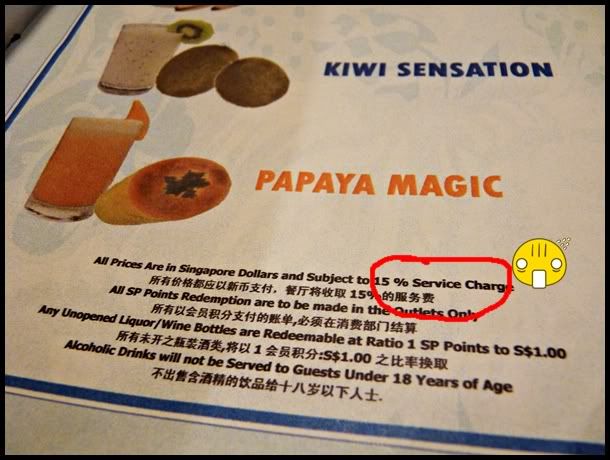 KIWI SENSATION
PAPAYA MAGIC
All Prices Are in Singapore Dollars and Subject to 15 % Service Charge
所有价格都应以新币支付，餐厅将收取 15% 的服务费
All SP Points Redemption are to be made in the Outlets Only
所有以会员积分支付的账单,必须在消费部门结算
Any Unopened Liquor/Wine Bottles are Redeemable at Ratio 1 SP Points to S$1.00
所有未开之瓶装酒类,将以 1 会员积分:S$1.00 之比率换取
Alcoholic Drinks will not be Served to Guests Under 18 Years of Age
不出售含酒精的饮品给十八岁以下人士.